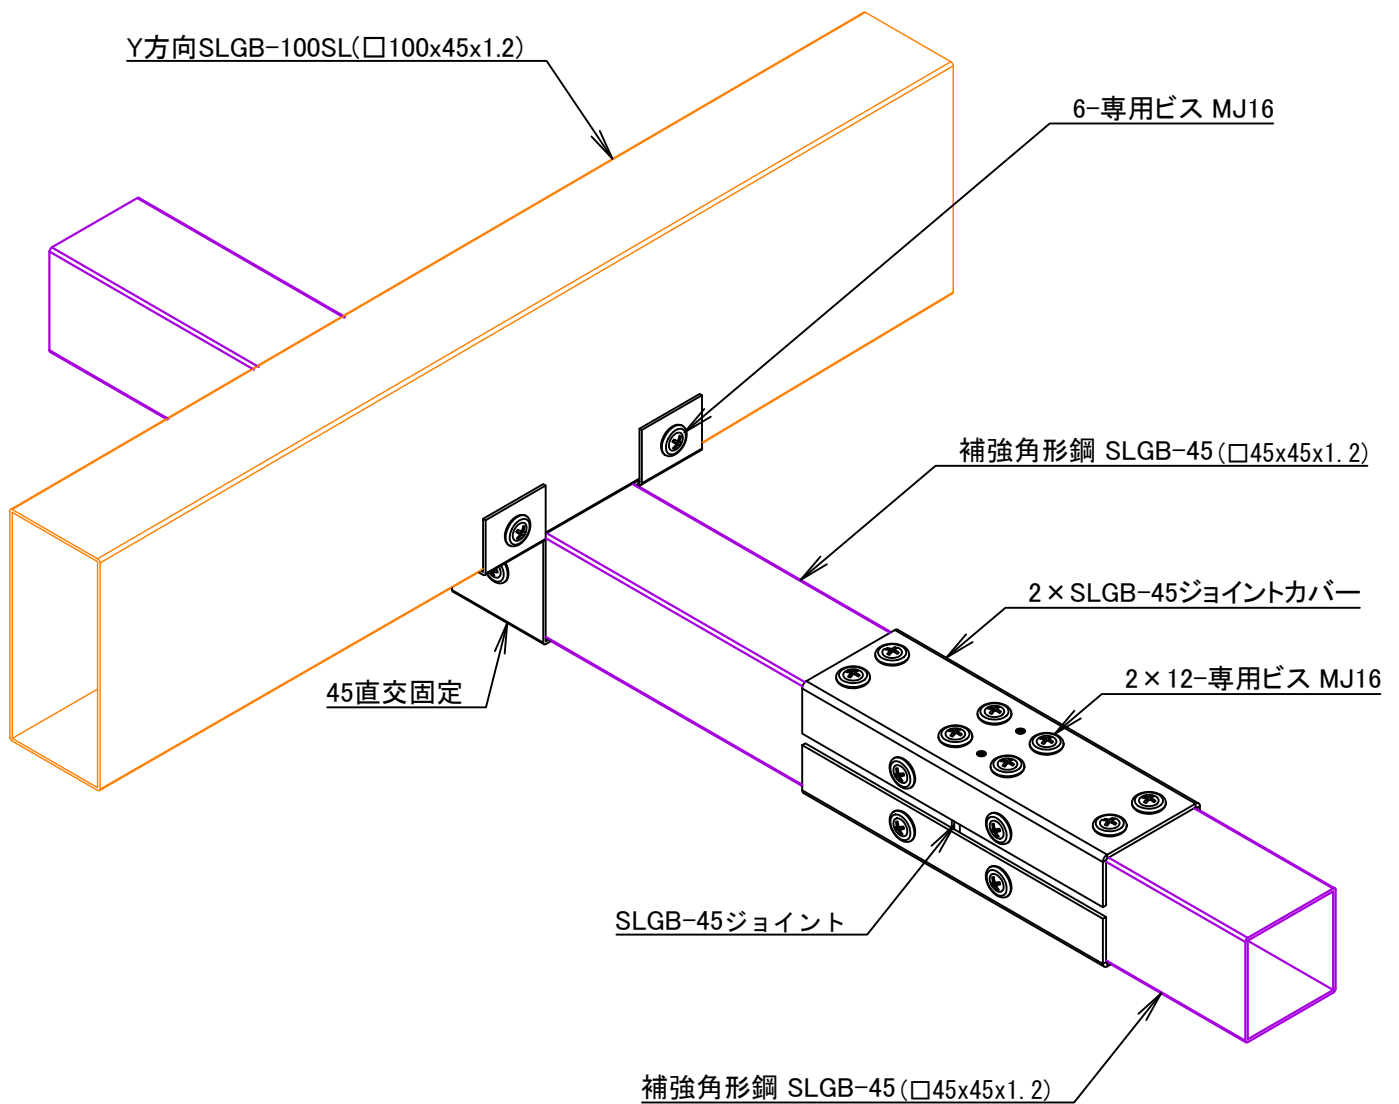 Y方向SLGB-100SL(□100x45x1.2)
6-専用ビス MJ16
補強角形鋼 SLGB-45(□45x45x1.2)
2×SLGB-45ジョイントカバー
2×12-専用ビス MJ16
45直交固定
SLGB-45ジョイント
補強角形鋼 SLGB-45(□45x45x1.2)